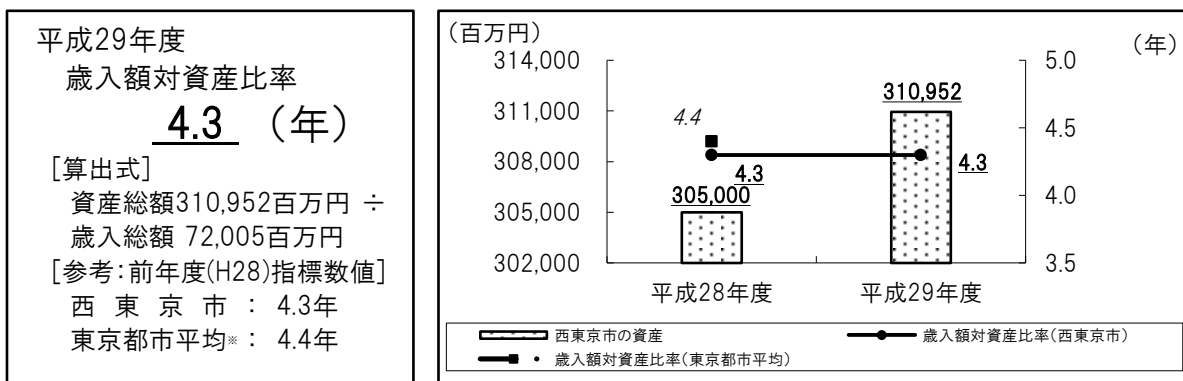 平成29年度
歳入額対資産比率
4.3 (年)
[算出式]
資産総額310,952百万円 ÷
歳入総額 72,005百万円
[参考:前年度(H28)指標数値]
西 東 京 市 : 4.3年
東京都市平均※ : 4.4年
(百万円)
(年)
314,000
311,000
308,000
305,000
302,000
5.0
4.5
4.0
3.5
4.4
4.3
305,000
310,952
4.3
平成28年度
平成29年度
西東京市の資産
歳入額対資産比率(西東京市)
歳入額対資産比率(東京都市平均)